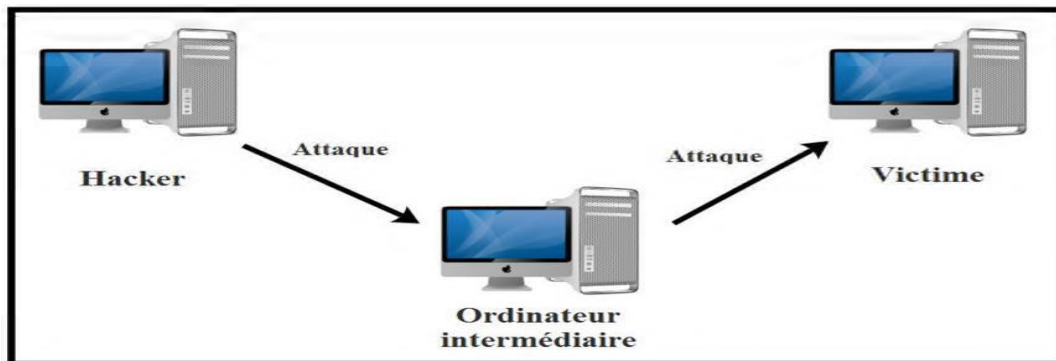 Hacker
Attaque
Attaque
Victime
Ordinateur
intermédiaire